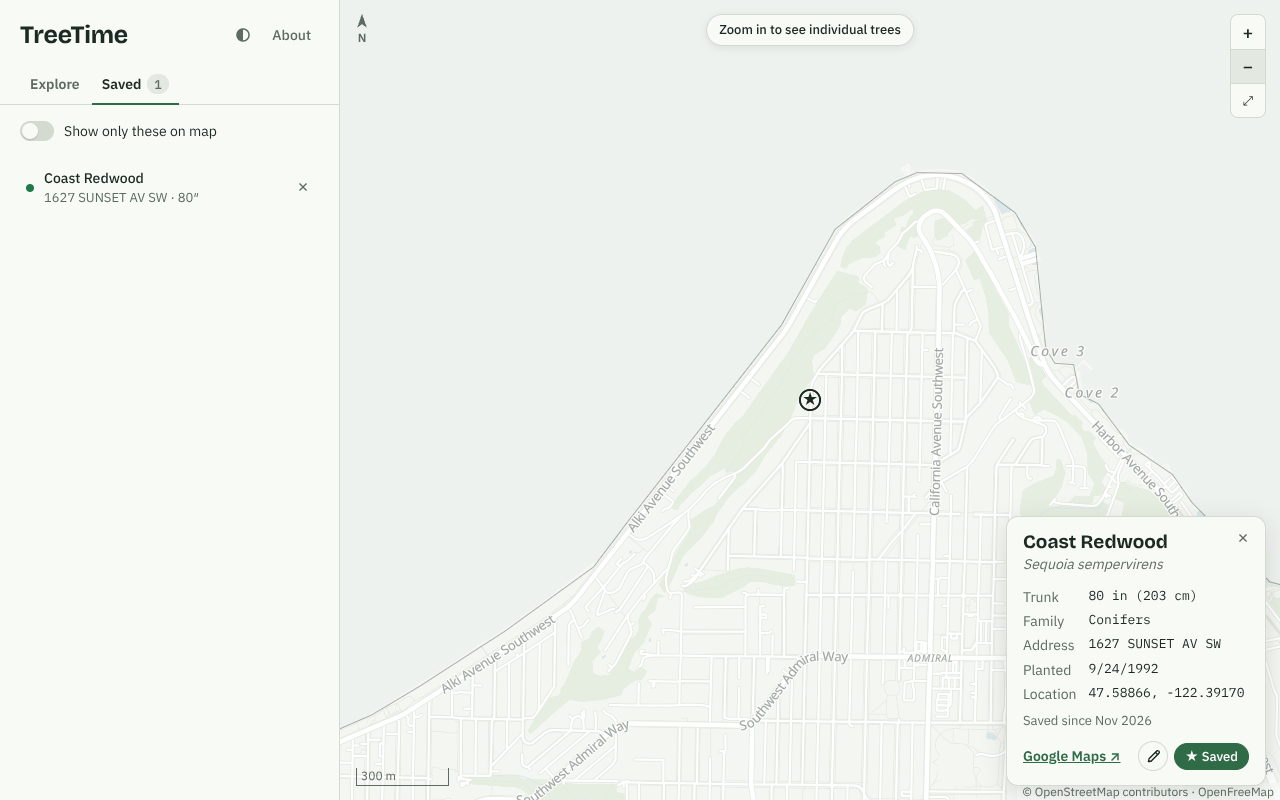 TreeTime
About
Explore
Saved 1
Show only these on map
Coast Redwood
1627 SUNSET AV SW · 80″
×
N
Zoom in to see individual trees
+
−
Cove 3
Cove 2
California Avenue Southwest
Alki Avenue Southwest
Harbor Avenue South
Alki Avenue Southwest
Southwest Admiral Way
ADMIRAL
Southwest Admiral Way
300 m
Coast Redwood
×
Sequoia sempervirens
Trunk 80 in (203 cm)
Family Conifers
Address 1627 SUNSET AV SW
Planted 9/24/1992
Location 47.58866, -122.39170
Saved since Nov 2026
Google Maps ↗
★ Saved
© OpenStreetMap contributors · OpenFreeMap